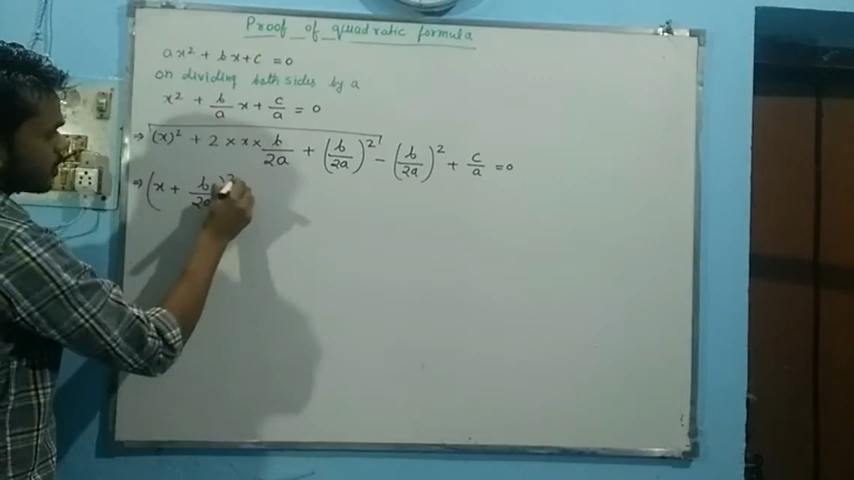 Proof of quadratic formula
ax² + bx + c = 0
on dividing both sides by a
x² + b/a x + c/a = 0
⇒ (x)² + 2 × x × b/2a + (b/2a)² - (b/2a)² + c/a = 0
⇒ (x + b/2a)²